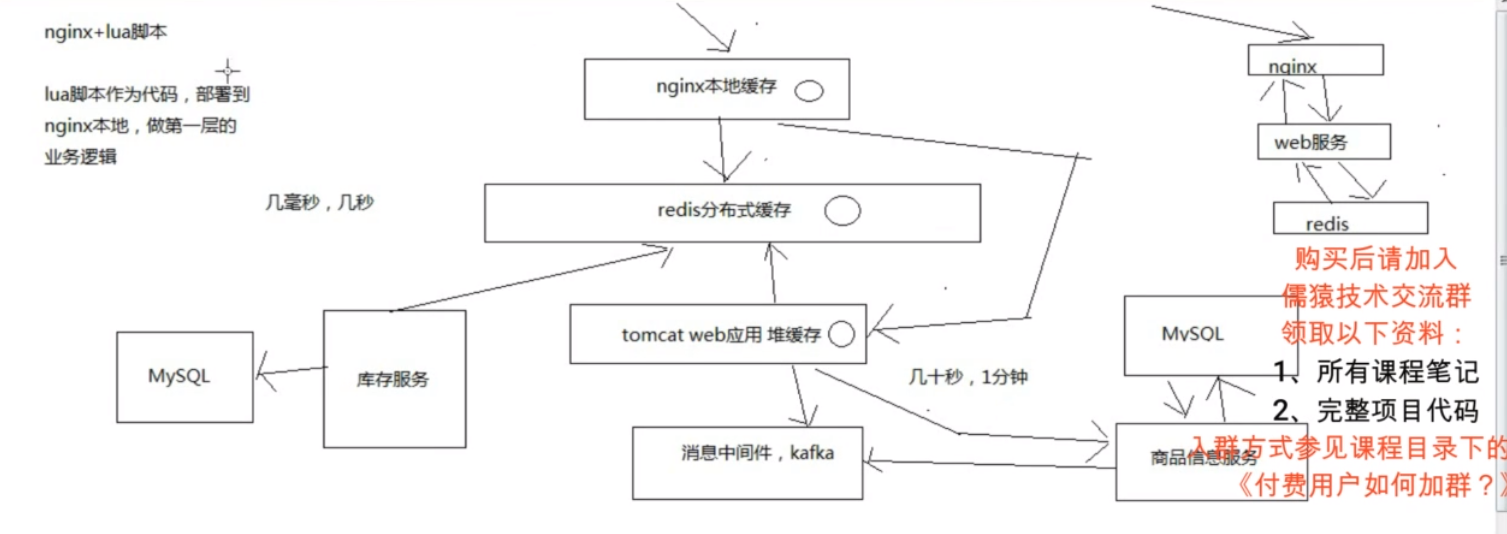 nginx+lua脚本
lua脚本作为代码，部署到
nginx本地，做第一层的
业务逻辑
几毫秒，几秒
nginx本地缓存
redis分布式缓存
tomcat web应用 堆缓存
几十秒，1分钟
MySQL
库存服务
消息中间件，kafka
nginx
web服务
redis
MySQL
商品信息服务
购买后请加入
儒猿技术交流群
领取以下资料：
1、所有课程笔记
2、完整项目代码
入群方式参见课程目录下的
《付费用户如何加群？》